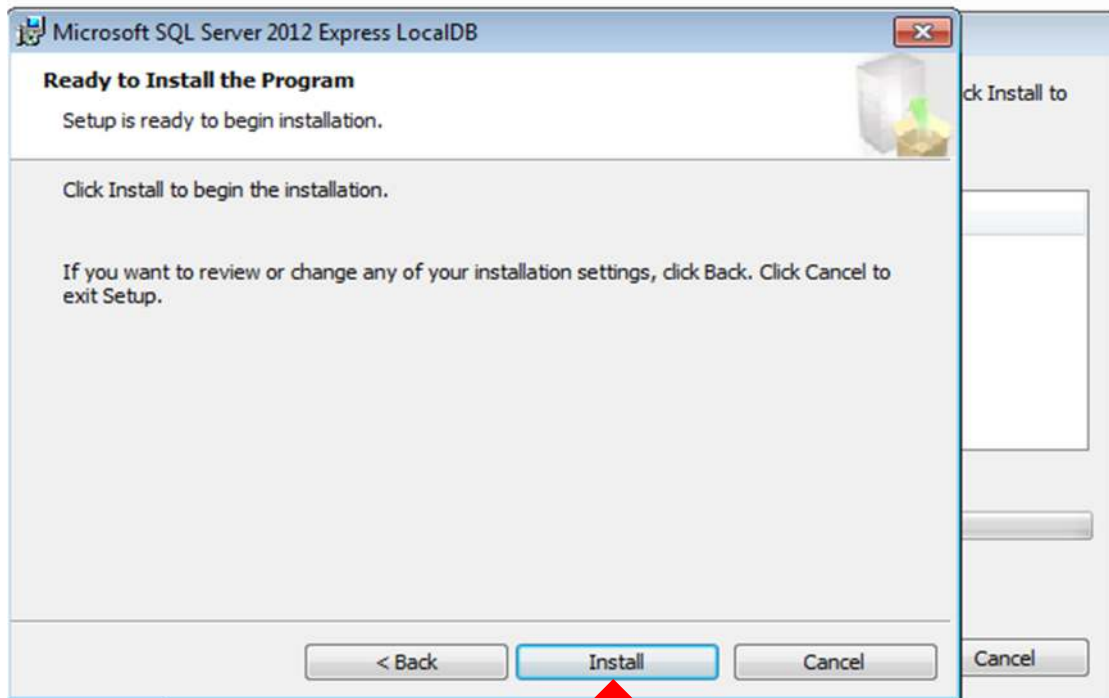 Microsoft SQL Server 2012 Express LocalDB
Ready to Install the Program
Setup is ready to begin installation.
Click Install to begin the installation.
If you want to review or change any of your installation settings, click Back. Click Cancel to
exit Setup.
< Back
Install
Cancel
ck Install to
Cancel